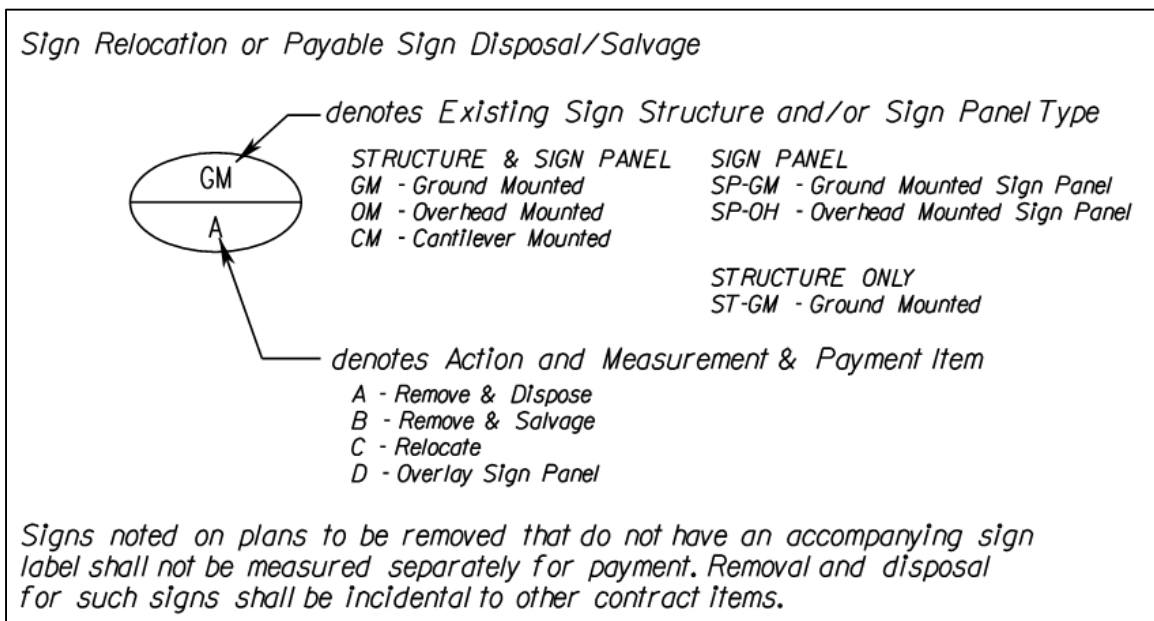 Sign Relocation or Payable Sign Disposal/Salvage
denotes Existing Sign Structure and/or Sign Panel Type
STRUCTURE & SIGN PANEL
GM - Ground Mounted
OM - Overhead Mounted
CM - Cantilever Mounted
SIGN PANEL
SP-GM - Ground Mounted Sign Panel
SP-OH - Overhead Mounted Sign Panel
STRUCTURE ONLY
ST-GM - Ground Mounted
GM
A
denotes Action and Measurement & Payment Item
A - Remove & Dispose
B - Remove & Salvage
C - Relocate
D - Overlay Sign Panel
Signs noted on plans to be removed that do not have an accompanying sign
label shall not be measured separately for payment. Removal and disposal
for such signs shall be incidental to other contract items.